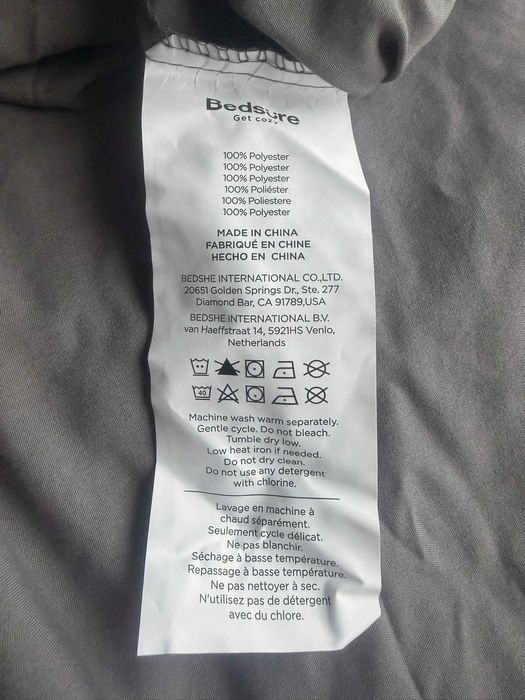 Bedsure
Get cozy
100% Polyester
100% Polyester
100% Polyester
100% Poliéster
100% Poliestere
100% Polyester
MADE IN CHINA
FABRIQUÉ EN CHINE
HECHO EN CHINA
BEDSHE INTERNATIONAL CO.,LTD.
20651 Golden Springs Dr., Ste. 277
Diamond Bar, CA 91789,USA
BEDSHE INTERNATIONAL B.V.
van Haeffstraat 14, 5921HS Venlo,
Netherlands
40
Machine wash warm separately.
Gentle cycle. Do not bleach.
Tumble dry low.
Low heat iron if needed.
Do not dry clean.
Do not use any detergent
with chlorine.
Lavage en machine à
chaud séparément.
Seulement cycle délicat.
Ne pas blanchir.
Séchage à basse température.
Repassage à basse température.
Ne pas nettoyer à sec.
N'utilisez pas de détergent
avec du chlore.